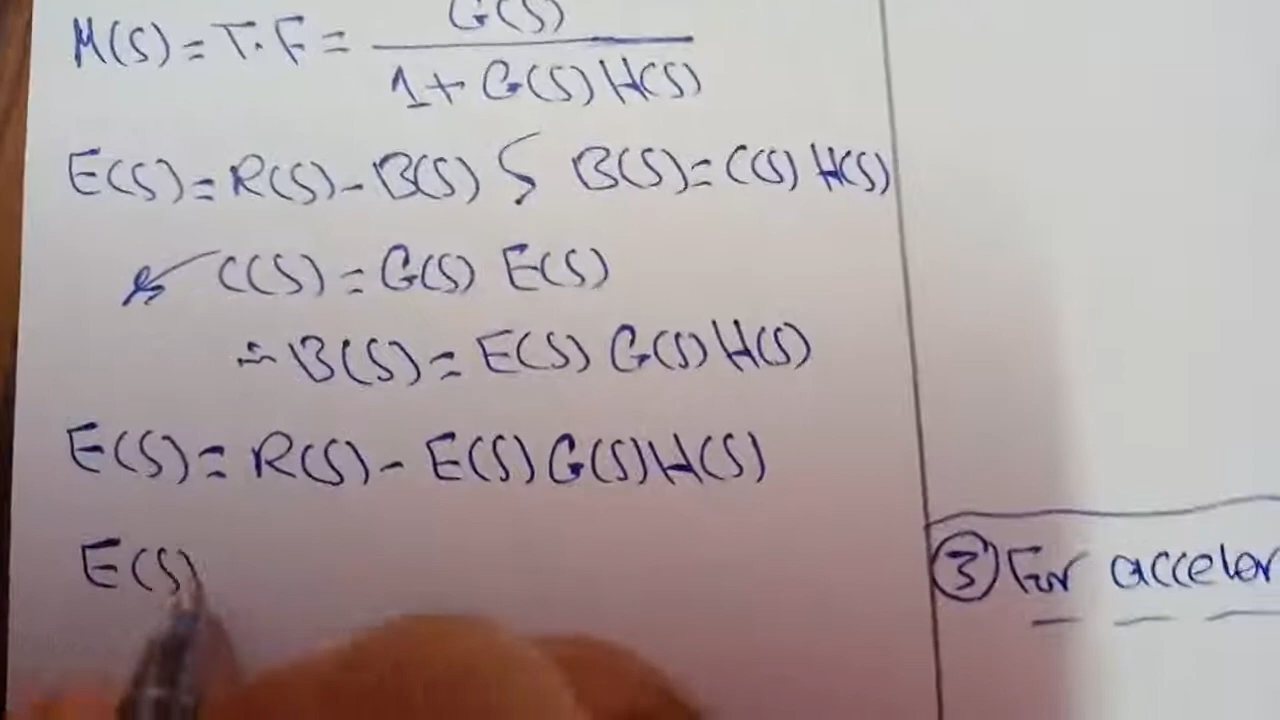 M(S) = T.F = G(S) / 1 + G(S) H(S)
E(S) = R(S) - B(S) , B(S) = C(S) H(S)
C(S) = G(S) E(S)
∴ B(S) = E(S) G(S) H(S)
E(S) = R(S) - E(S) G(S) H(S)
E(S)
③ For acceler